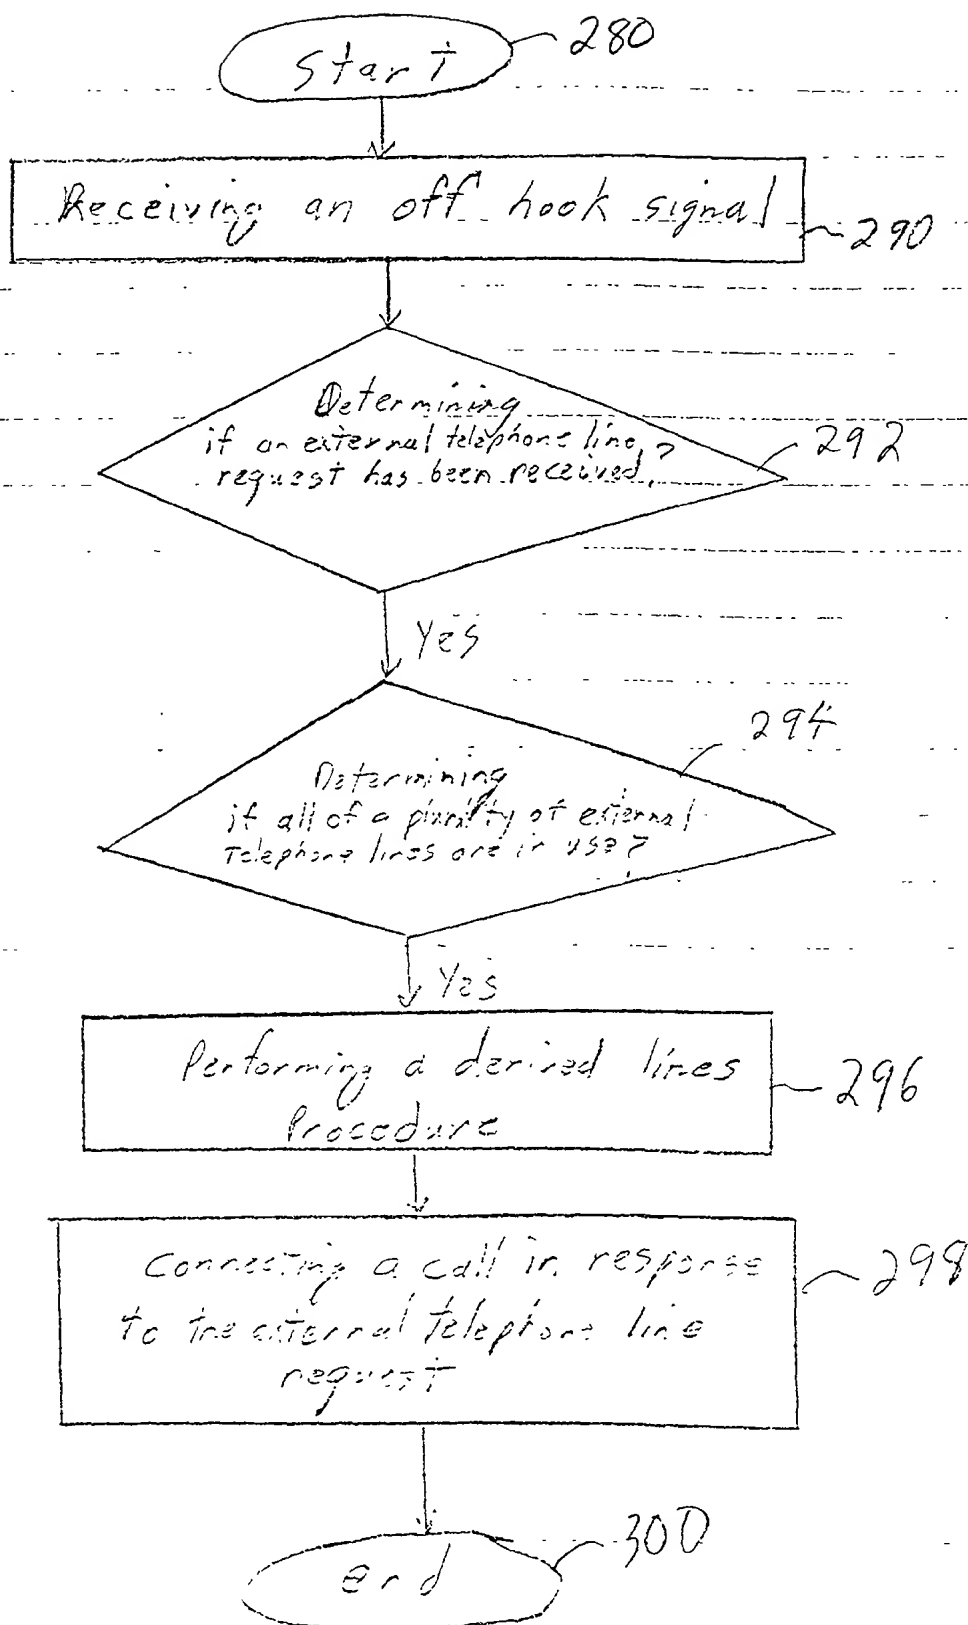 Start
280
Receiving an off hook signal
290
Determining
if an external telephone line
request has been received?
292
Yes
294
Determining
if all of a plurality of external
Telephone lines are in use?
Yes
Performing a derived lines
Procedure
296
Connecting a call in response
to the external telephone line
request
298
end
300